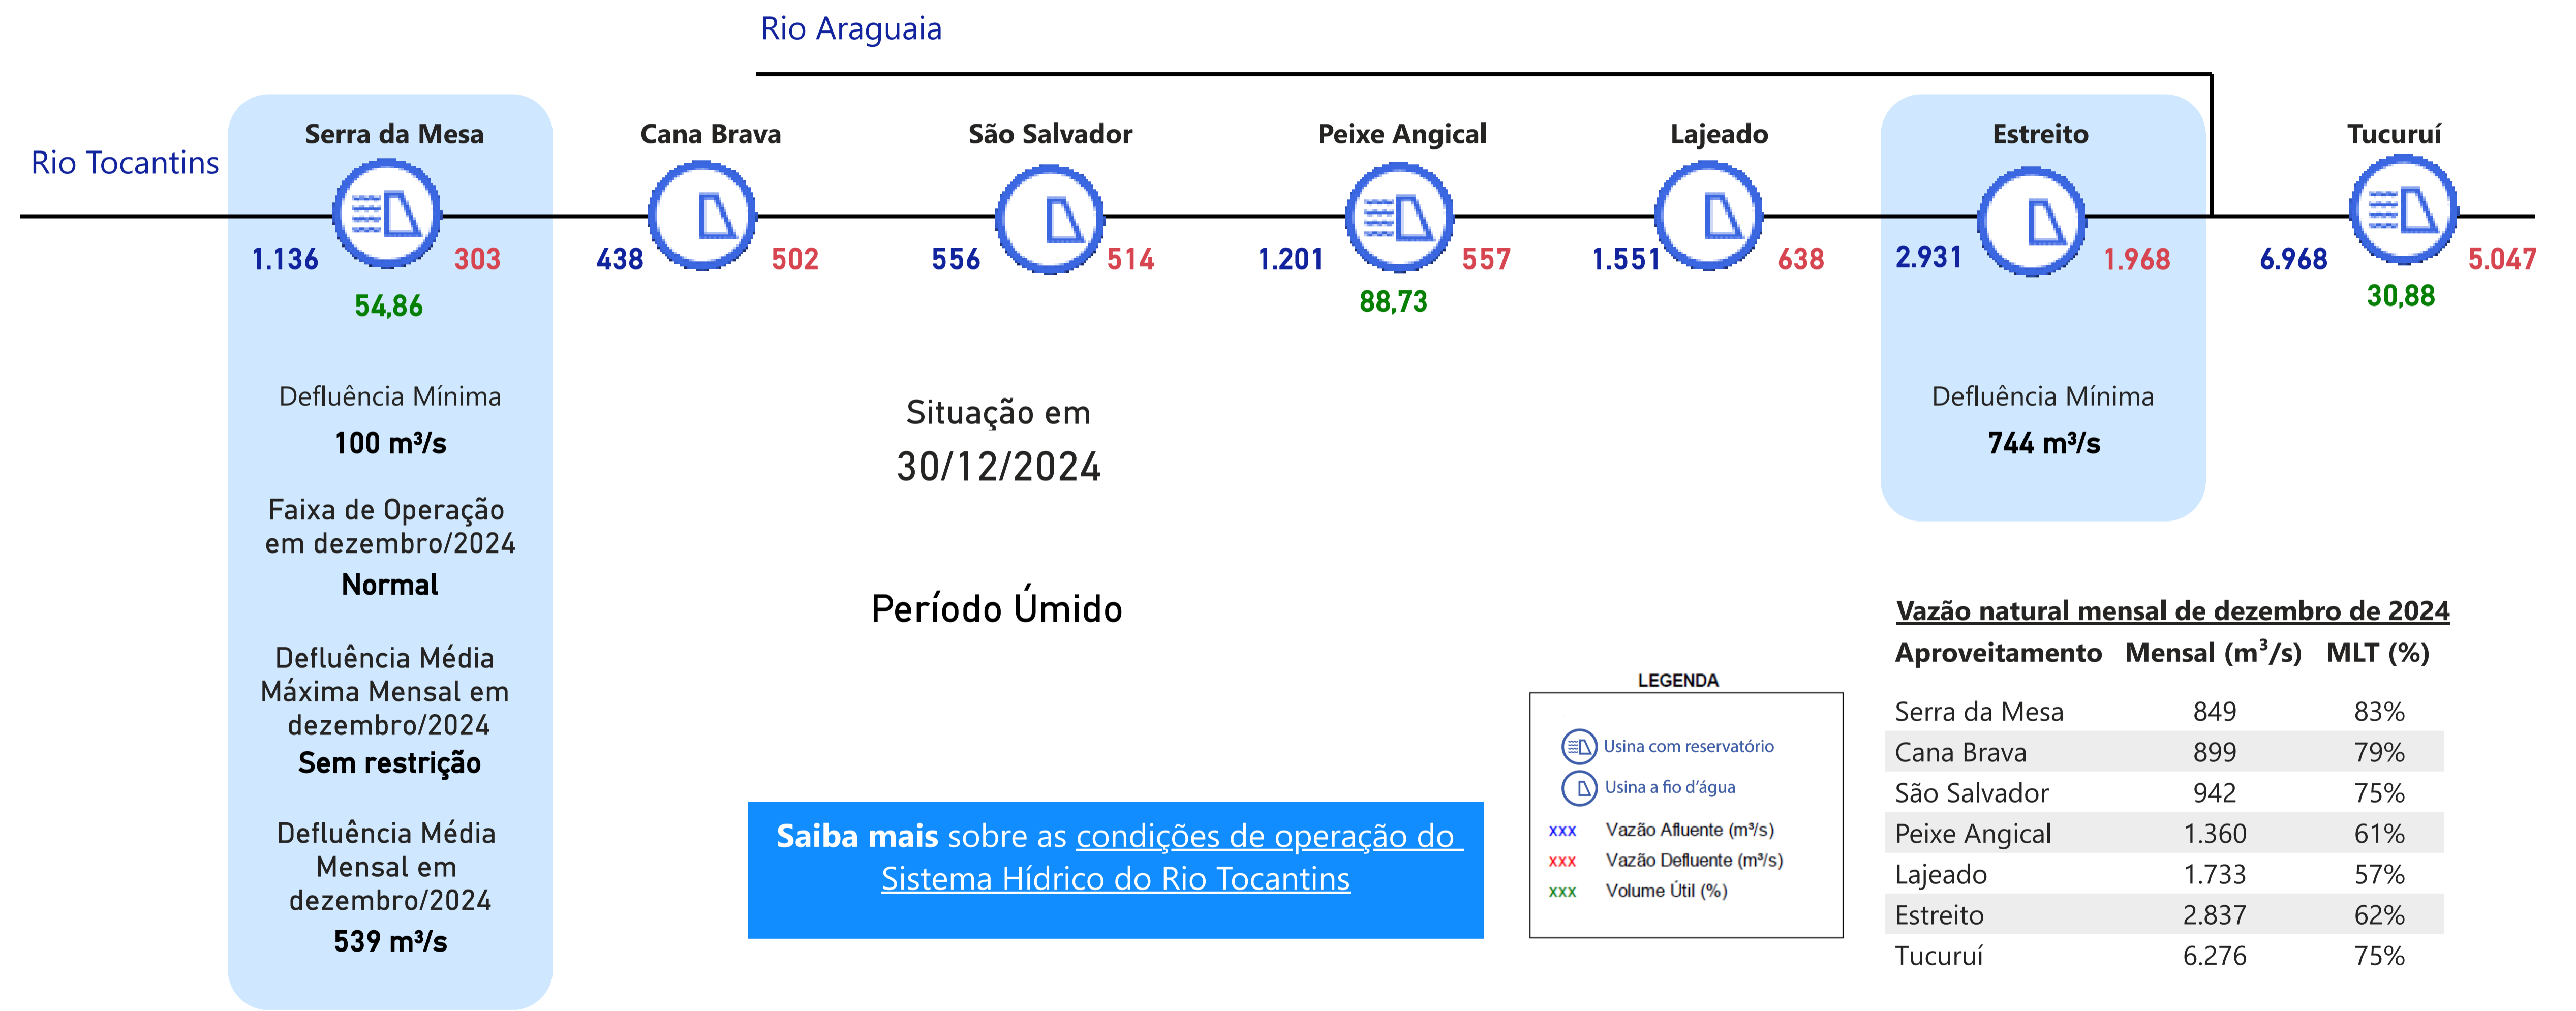 Rio Araguaia
Rio Tocantins
Serra da Mesa
Cana Brava
São Salvador
Peixe Angical
Lajeado
Estreito
Tucuruí
1.136
303
438
502
556
514
1.201
557
1.551
638
2.931
1.968
6.968
5.047
54,86
88,73
30,88
Defluência Mínima
100 m³/s
Faixa de Operação
em dezembro/2024
Normal
Defluência Média
Máxima Mensal em
dezembro/2024
Sem restrição
Defluência Média
Mensal em
dezembro/2024
539 m³/s
Situação em
30/12/2024
Período Úmido
Defluência Mínima
744 m³/s
Saiba mais sobre as condições de operação do
Sistema Hídrico do Rio Tocantins
LEGENDA
Usina com reservatório
Usina a fio d’água
xxx Vazão Afluente (m³/s)
xxx Vazão Defluente (m³/s)
xxx Volume Útil (%)
Vazão natural mensal de dezembro de 2024
Aproveitamento Mensal (m³/s) MLT (%)
Serra da Mesa 849 83%
Cana Brava 899 79%
São Salvador 942 75%
Peixe Angical 1.360 61%
Lajeado 1.733 57%
Estreito 2.837 62%
Tucuruí 6.276 75%